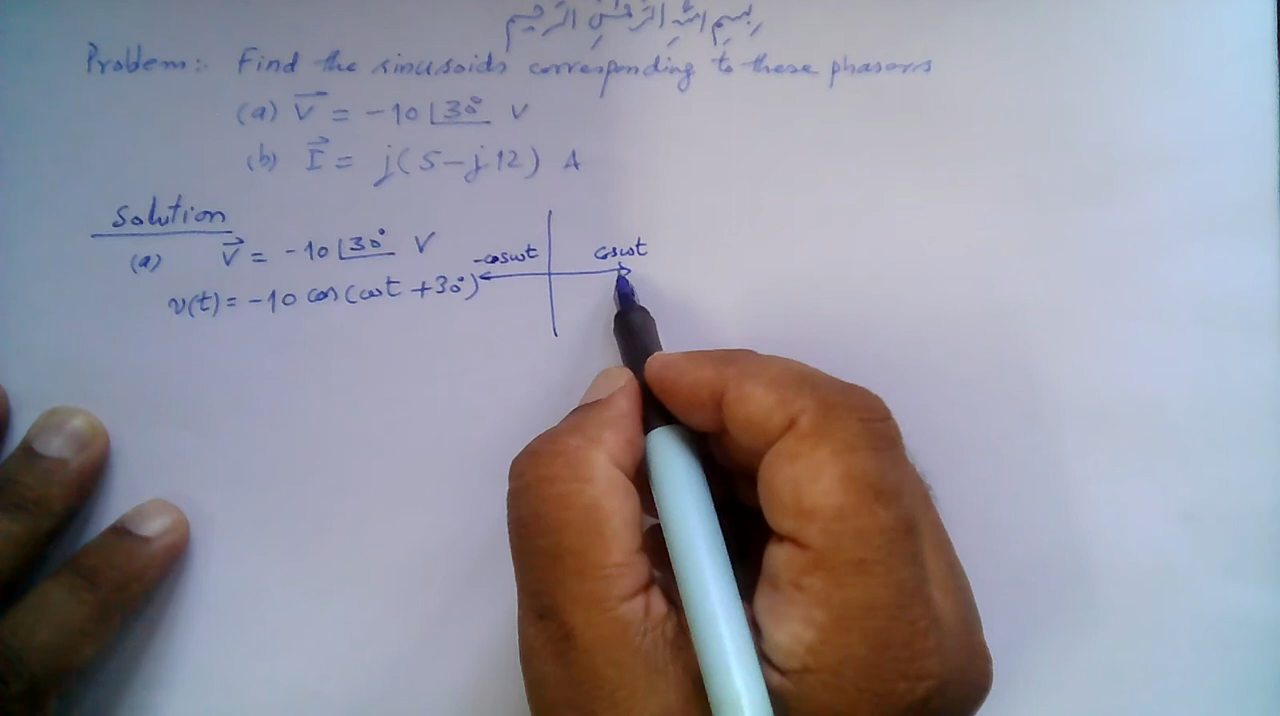 بسم الله الرحمن الرحيم
Problem:- Find the sinusoids corresponding to these phasors
(a) V⃗ = -10∠30° V
(b) I⃗ = j(5-j12) A
Solution
(a) V⃗ = -10∠30° V
v(t) = -10 cos(ωt + 30°)
-cosωt
cosωt